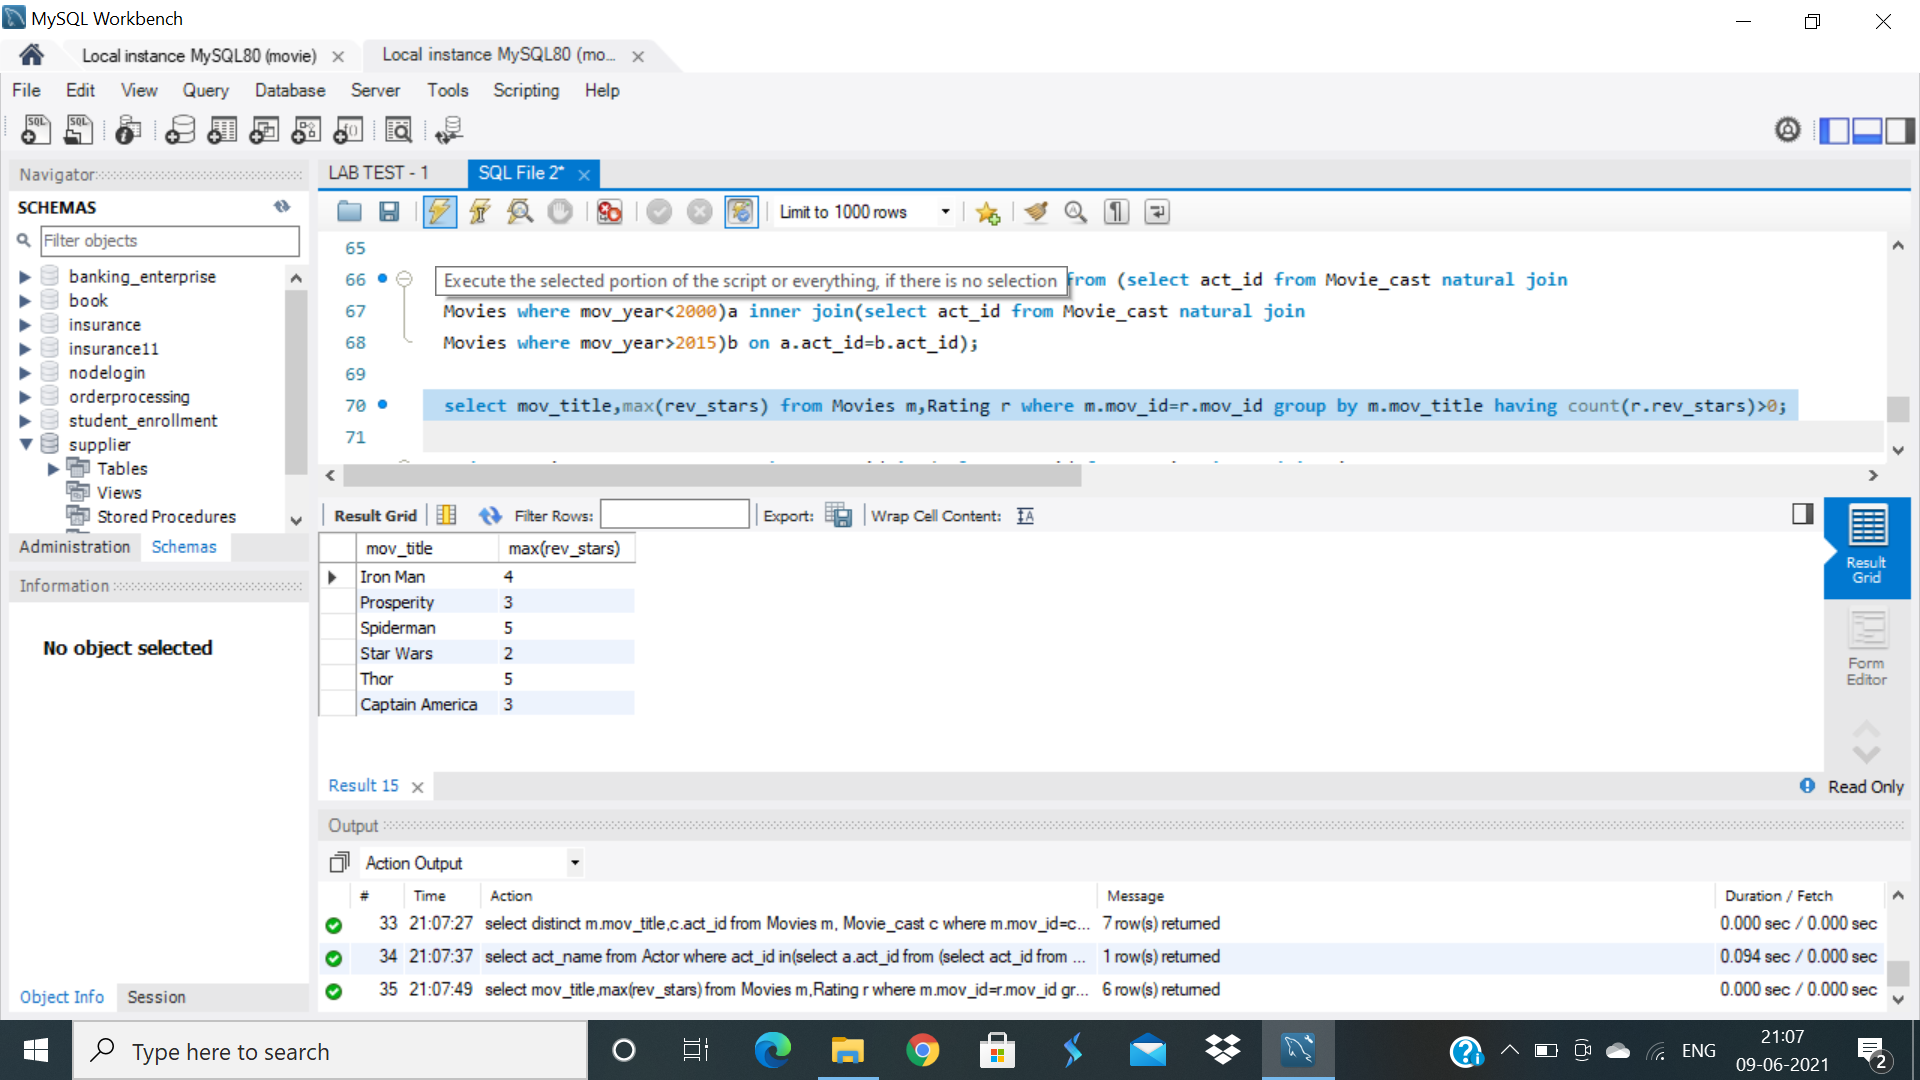 MySQL Workbench
Local instance MySQL80 (movie)
Local instance MySQL80 (mo...
File Edit View Query Database Server Tools Scripting Help
Navigator
SCHEMAS
Filter objects
banking_enterprise
book
insurance
insurance11
nodelogin
orderprocessing
student_enrollment
supplier
Tables
Views
Stored Procedures
Administration Schemas
Information
No object selected
Object Info Session
LAB TEST - 1 SQL File 2*
Limit to 1000 rows
65
66 Execute the selected portion of the script or everything, if there is no selection from (select act_id from Movie_cast natural join
67 Movies where mov_year<2000)a inner join(select act_id from Movie_cast natural join
68 Movies where mov_year>2015)b on a.act_id=b.act_id);
69
70 select mov_title,max(rev_stars) from Movies m,Rating r where m.mov_id=r.mov_id group by m.mov_title having count(r.rev_stars)>0;
71
Result Grid Filter Rows: Export: Wrap Cell Content:
mov_title max(rev_stars)
Iron Man 4
Prosperity 3
Spiderman 5
Star Wars 2
Thor 5
Captain America 3
Result Grid
Form Editor
Result 15
Read Only
Output
Action Output
# Time Action Message Duration / Fetch
33 21:07:27 select distinct m.mov_title,c.act_id from Movies m, Movie_cast c where m.mov_id=c... 7 row(s) returned 0.000 sec / 0.000 sec
34 21:07:37 select act_name from Actor where act_id in(select a.act_id from (select act_id from ... 1 row(s) returned 0.094 sec / 0.000 sec
35 21:07:49 select mov_title,max(rev_stars) from Movies m,Rating r where m.mov_id=r.mov_id gr... 6 row(s) returned 0.000 sec / 0.000 sec
Type here to search
ENG
21:07
09-06-2021
2